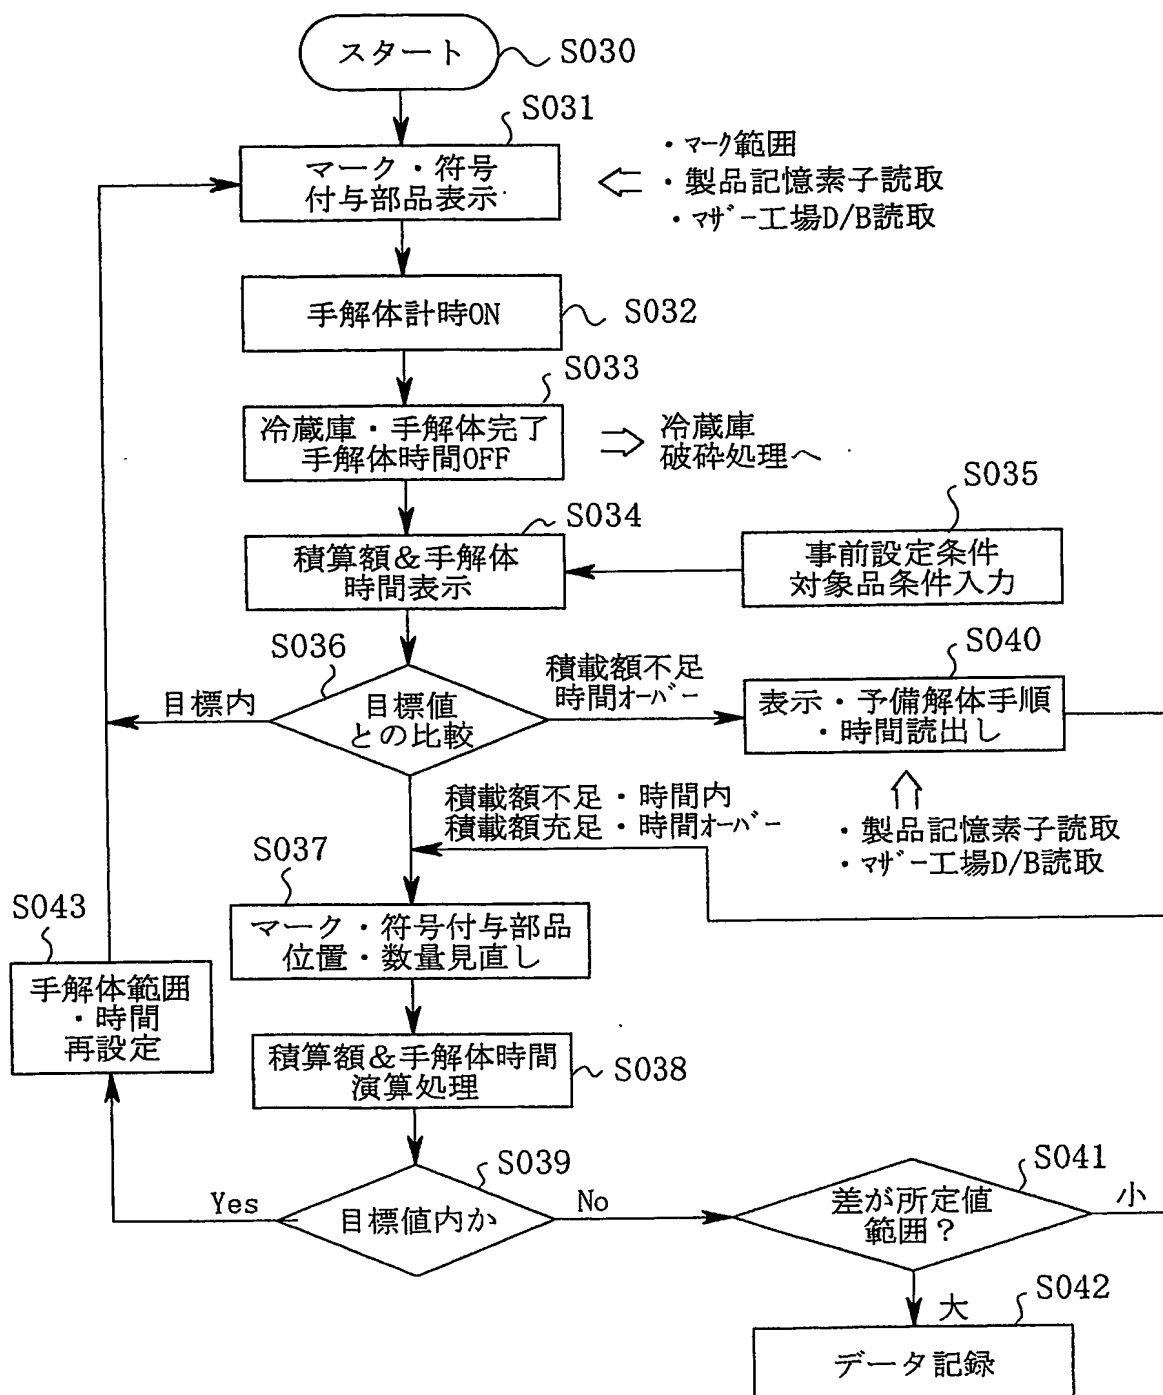 スタート
S030
S031
マーク・符号
付与部品表示
・マーク範囲
・製品記憶素子読取
・マザー工場D/B読取
手解体計時ON
S032
S033
冷蔵庫・手解体完了
手解体時間OFF
冷蔵庫
破砕処理へ
S034
積算額&手解体
時間表示
S035
事前設定条件
対象品条件入力
S036
目標値
との比較
目標内
積載額不足
時間オーバー
S040
表示・予備解体手順
・時間読出し
積載額不足・時間内
積載額充足・時間オーバー
・製品記憶素子読取
・マザー工場D/B読取
S037
マーク・符号付与部品
位置・数量見直し
S043
手解体範囲
・時間
再設定
積算額&手解体時間
演算処理
S038
S039
目標値内か
Yes
No
S041
差が所定値
範囲?
小
大
S042
データ記録